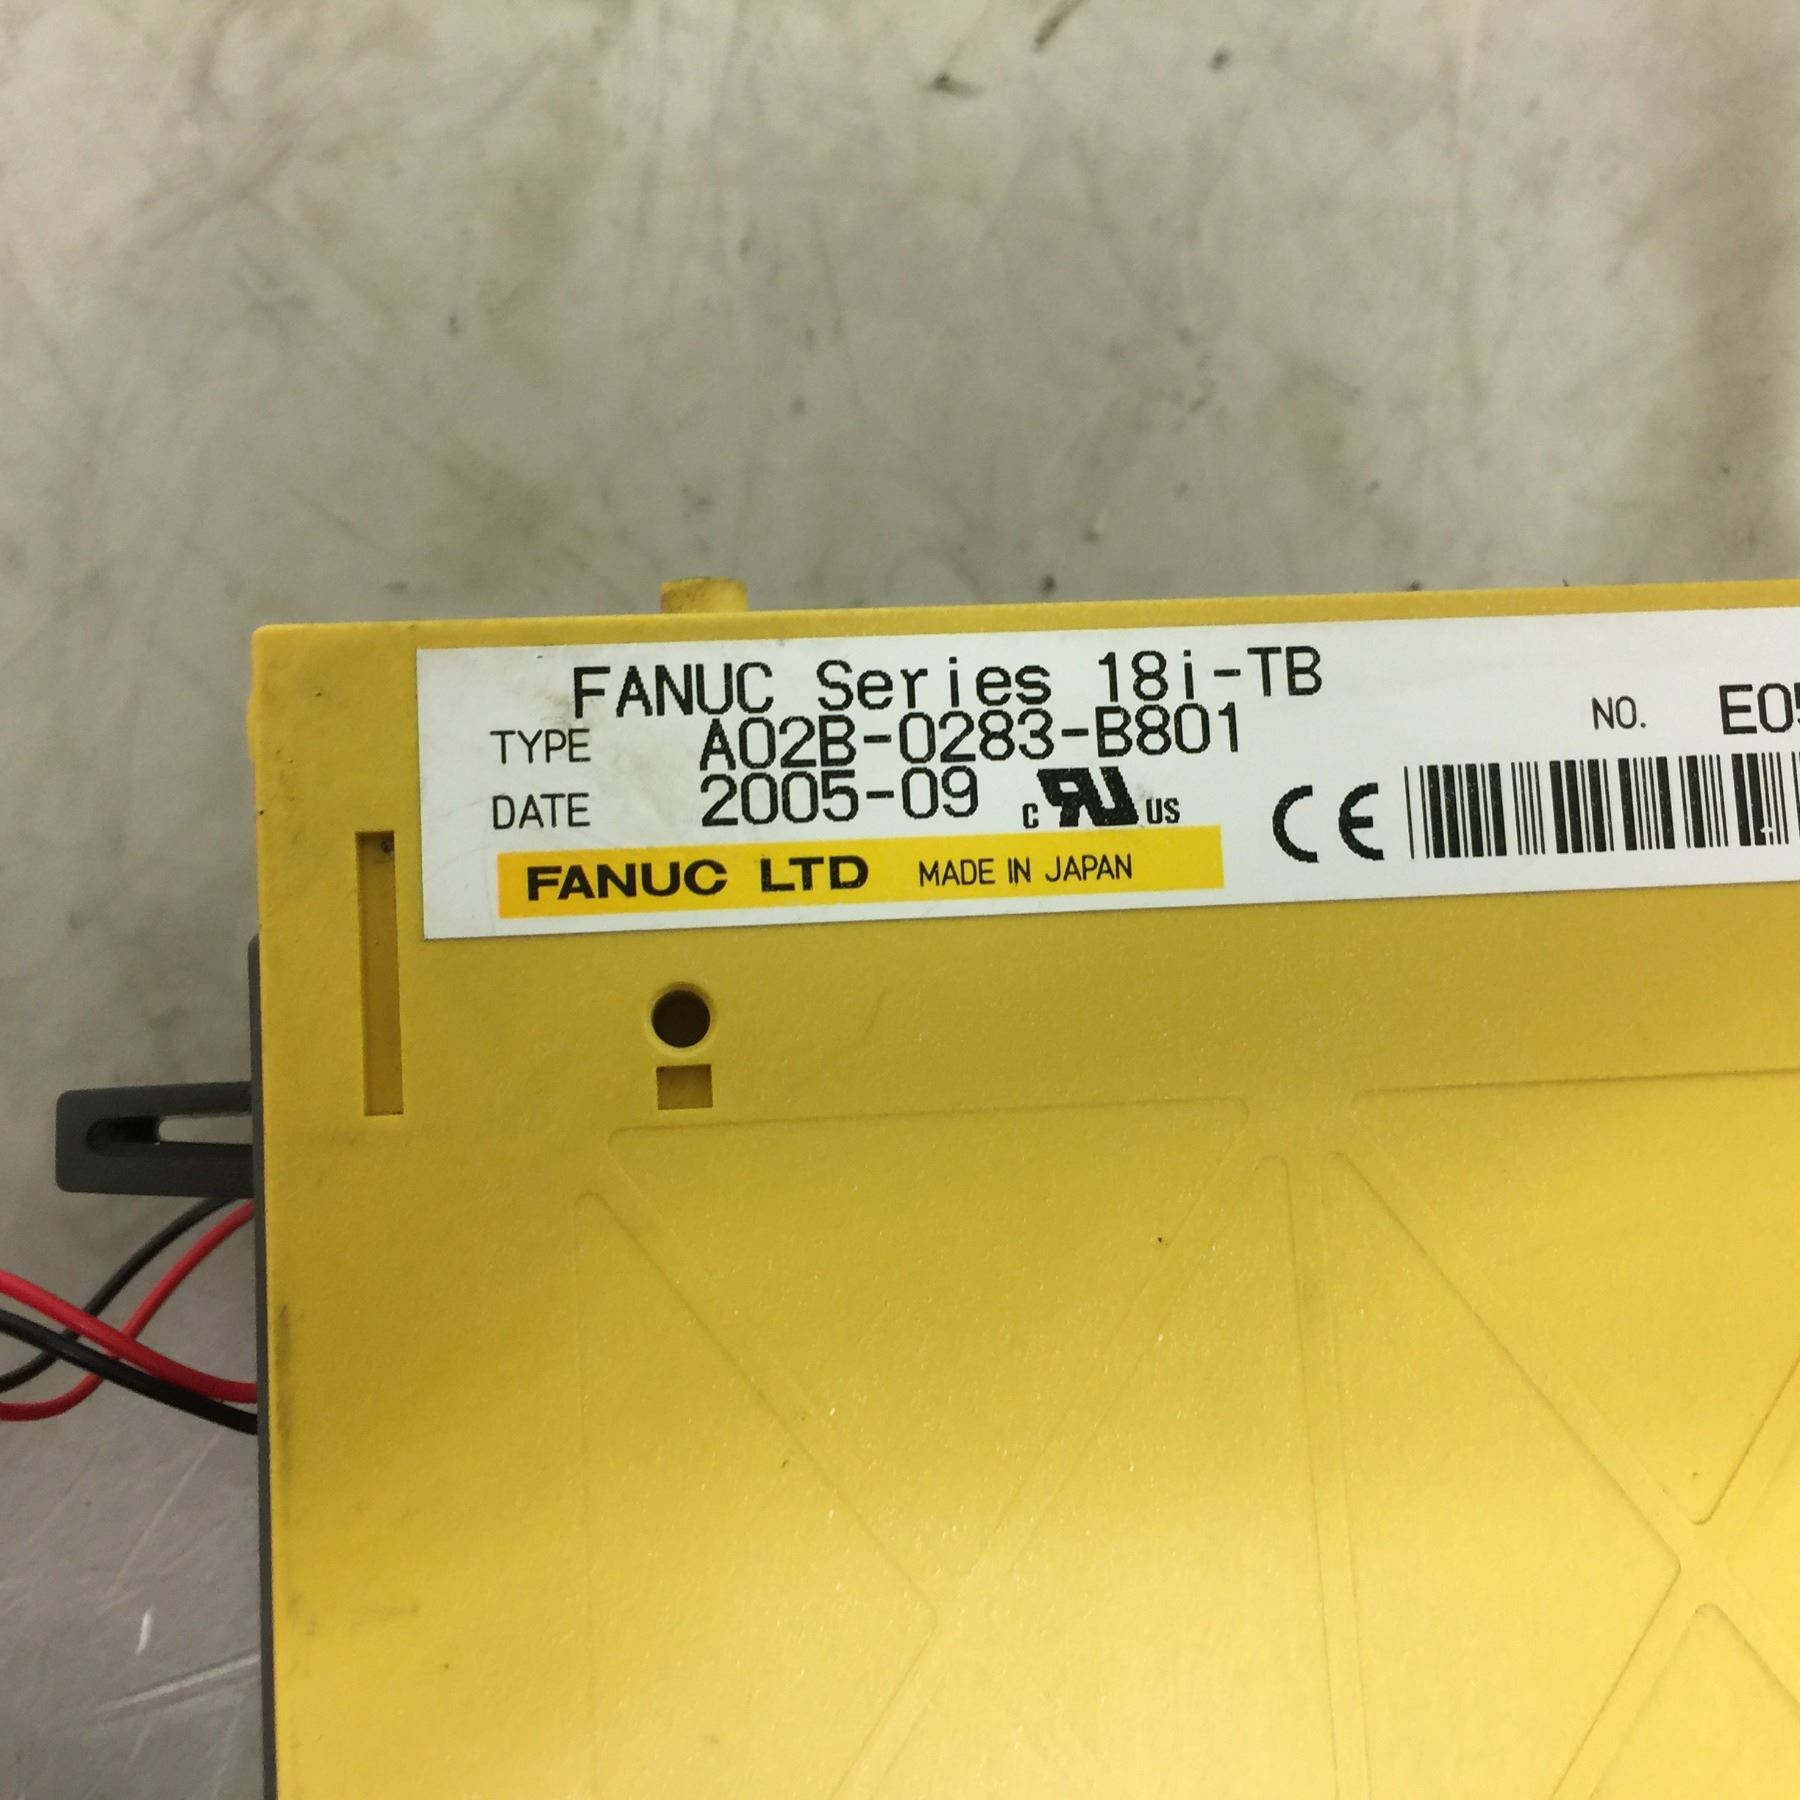 FANUC Series 18i-TB
TYPE A02B-0283-B801
NO.
DATE 2005-09 c RU US CE
FANUC LTD MADE IN JAPAN